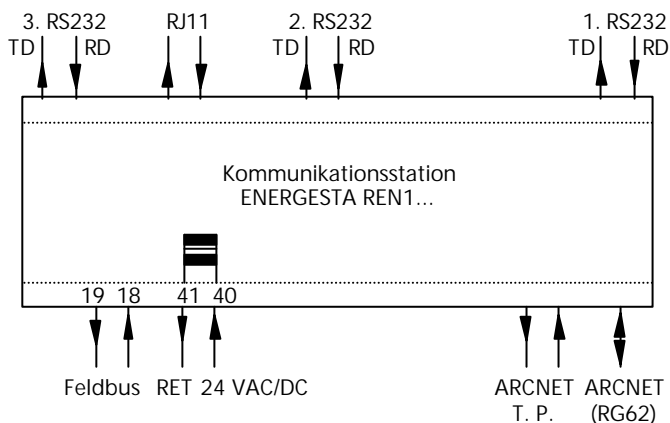 3. RS232 RJ11 2. RS232 1. RS232
TD RD TD RD TD RD
Kommunikationsstation
ENERGESTA REN1...
19 18 41 40
Feldbus RET 24 VAC/DC ARCNET ARCNET
T. P. (RG62)